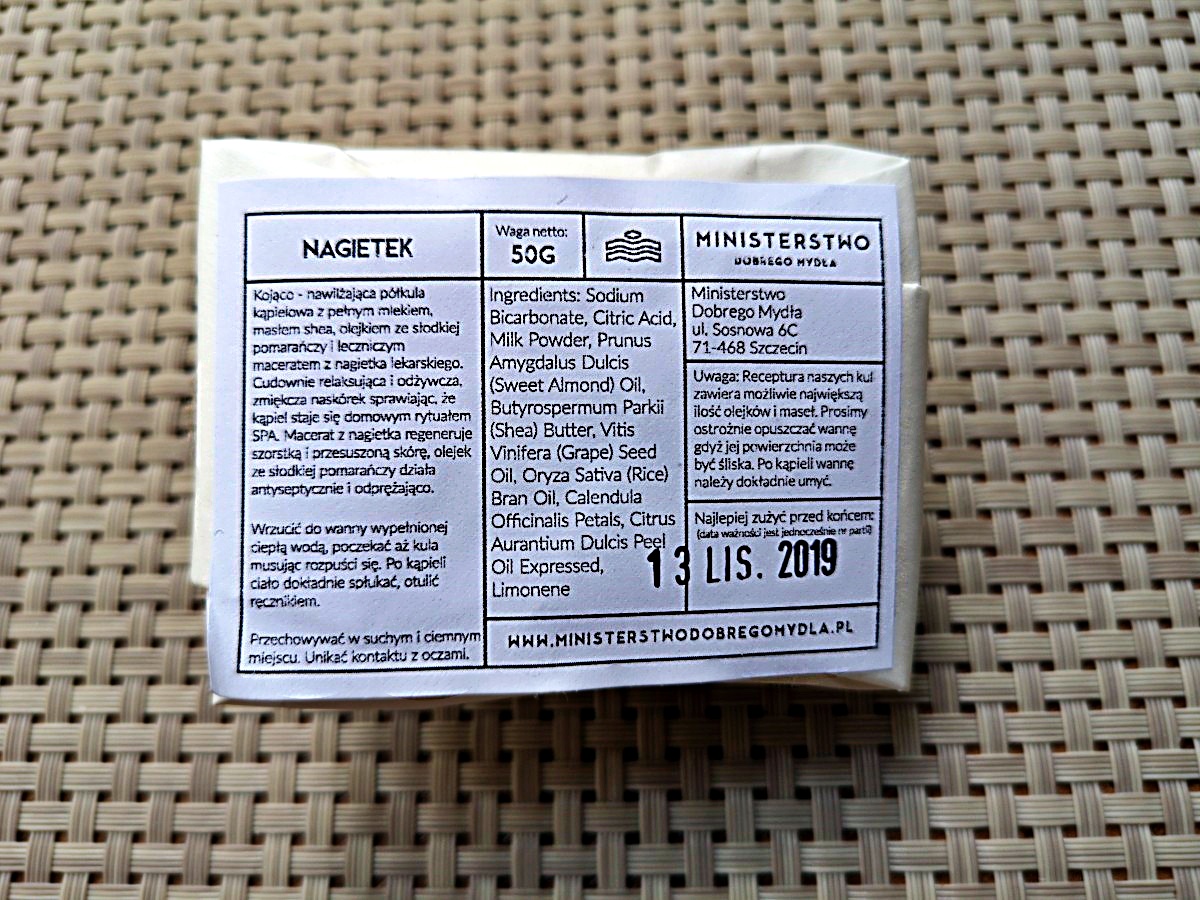 NAGIETEK
Kojąco - nawilżająca półkula
kąpielowa z pełnym mlekiem,
masłem shea, olejkiem ze słodkiej
pomarańczy i leczniczym
maceratem z nagietka lekarskiego.
Cudownie relaksująca i odżywcza,
zmiękcza naskórek sprawiając, że
kąpiel staje się domowym rytuałem
SPA. Macerat z nagietka regeneruje
szorstką i przesuszoną skórę, olejek
ze słodkiej pomarańczy działa
antyseptycznie i odprężająco.
Wrzucić do wanny wypełnionej
ciepłą wodą, poczekać aż kula
musując rozpuści się. Po kąpieli
ciało dokładnie spłukać, otulić
ręcznikiem.
Przechowywać w suchym i ciemnym
miejscu. Unikać kontaktu z oczami.
Waga netto:
50G
Ingredients: Sodium
Bicarbonate, Citric Acid,
Milk Powder, Prunus
Amygdalus Dulcis
(Sweet Almond) Oil,
Butyrospermum Parkii
(Shea) Butter, Vitis
Vinifera (Grape) Seed
Oil, Oryza Sativa (Rice)
Bran Oil, Calendula
Officinalis Petals, Citrus
Aurantium Dulcis Peel
Oil Expressed,
Limonene
MINISTERSTWO
DOBREGO MYDŁA
Ministerstwo
Dobrego Mydła
ul. Sosnowa 6C
71-468 Szczecin
Uwaga: Receptura naszych kul
zawiera możliwie największą
ilość olejków i maseł. Prosimy
ostrożnie opuszczać wannę
gdyż jej powierzchnia może
być śliska. Po kąpieli wannę
należy dokładnie umyć.
Najlepiej zużyć przed końcem:
(data ważności jest jednocześnie nr partii)
13 LIS. 2019
WWW.MINISTERSTWODOBREGOMYDLA.PL